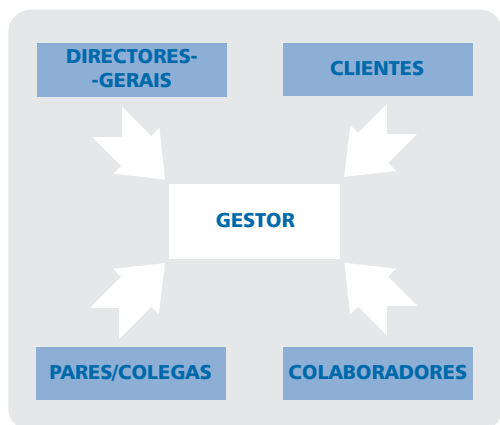 DIRECTORES-
-GERAIS
CLIENTES
GESTOR
PARES/COLEGAS
COLABORADORES